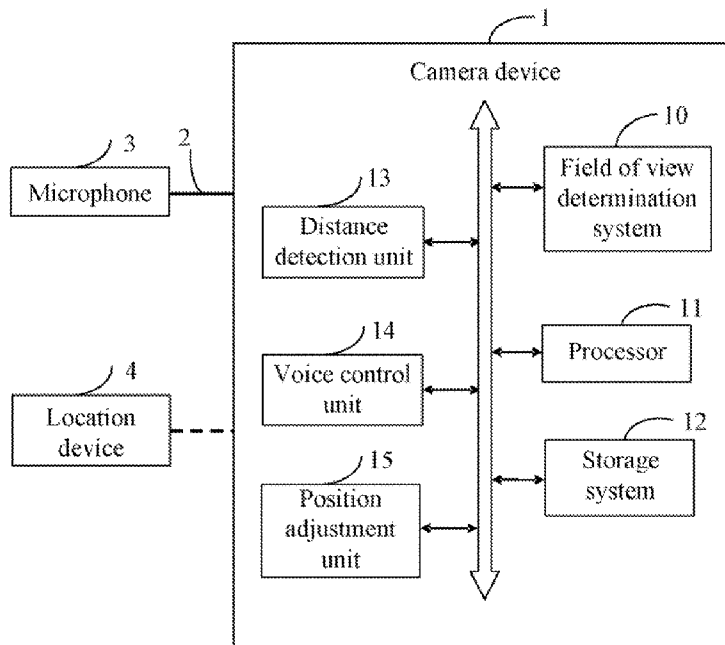 1
Camera device
3
Microphone
2
10
Field of view
determination
system
13
Distance
detection unit
11
Processor
14
Voice control
unit
4
Location
device
12
Storage
system
15
Position
adjustment
unit